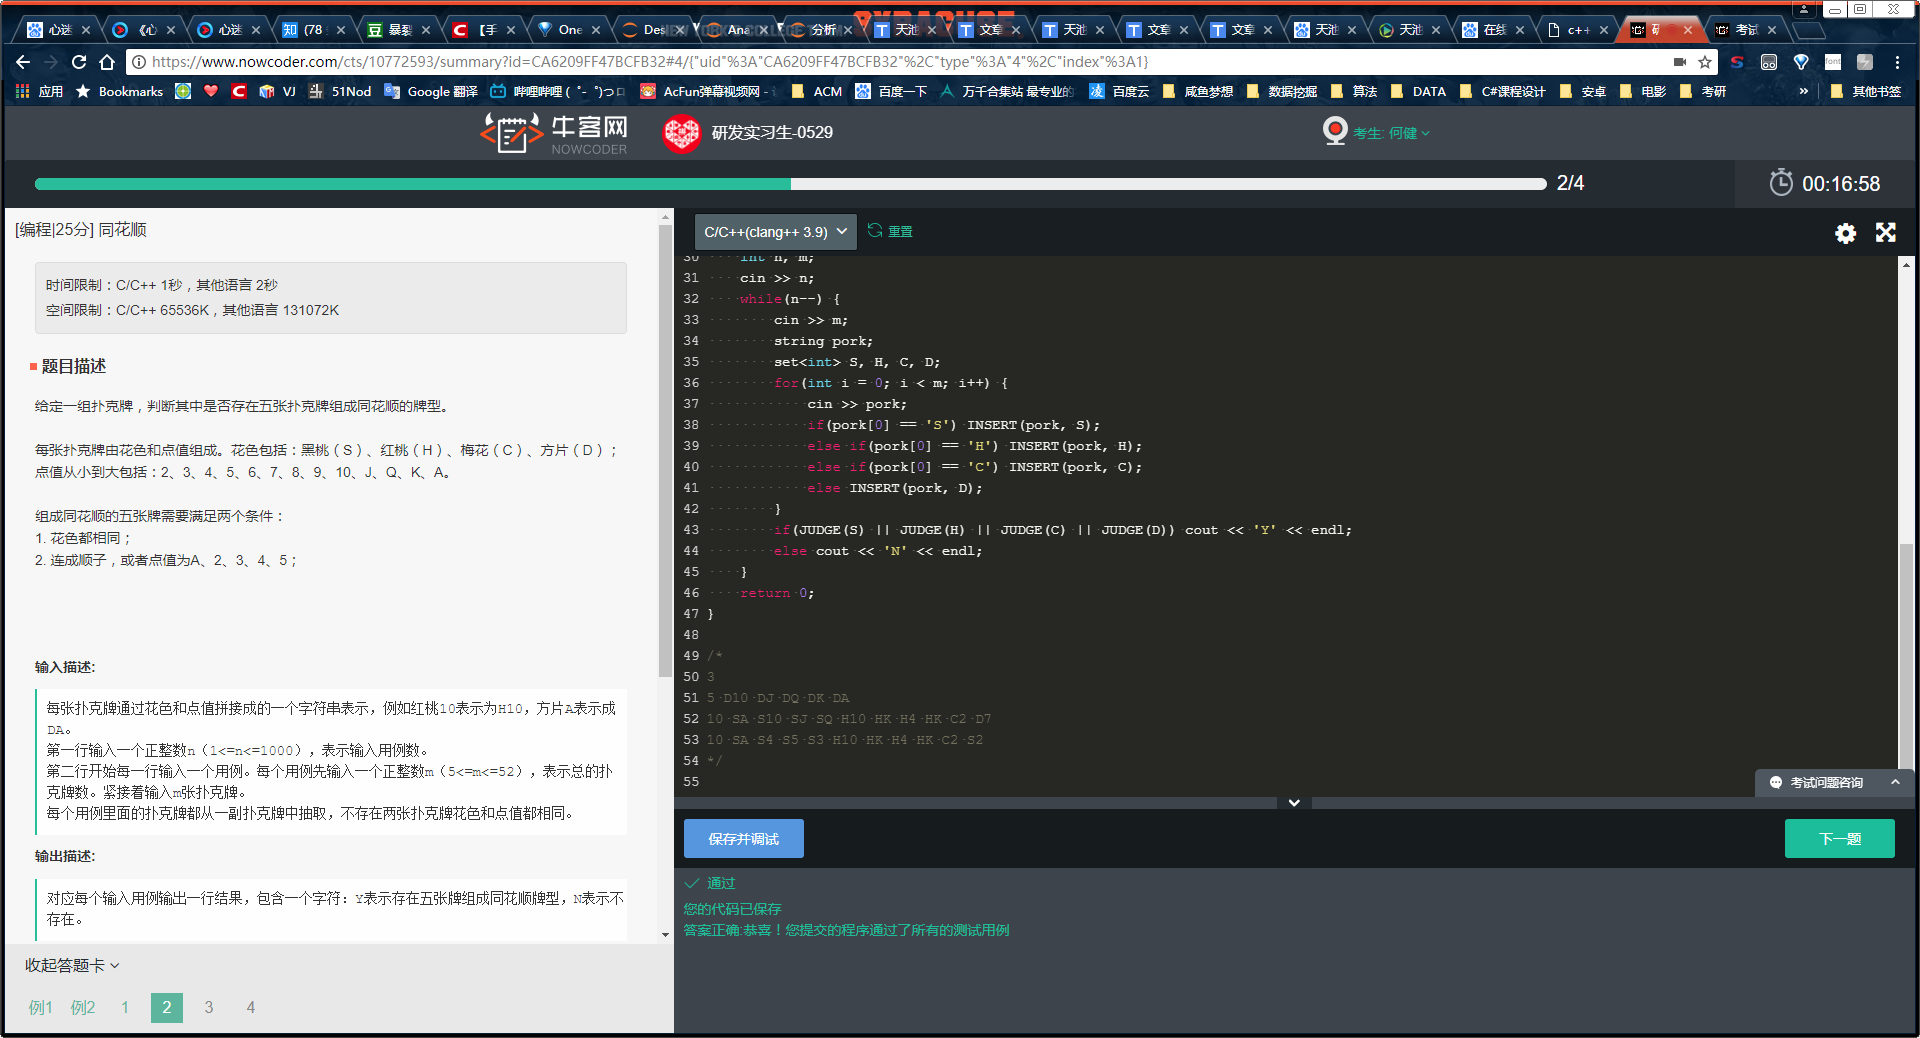 心迷
《心
心迷
(78
暴裂
【手
One
Des
Ana
分析
天池
文章
天池
文章
文章
天池
天池
在线
c++
研
考试
https://www.nowcoder.com/cts/10772593/summary?id=CA6209FF47BCFB32#4/{"uid"%3A"CA6209FF47BCFB32"%2C"type"%3A"4"%2C"index"%3A1}
应用
Bookmarks
VJ
51Nod
Google 翻译
哔哩哔哩 ( ゜- ゜)つロ
AcFun弹幕视频网 -
ACM
百度一下
万千合集站 最专业的
百度云
咸鱼梦想
数据挖掘
算法
DATA
C#课程设计
安卓
电影
考研
»
其他书签
牛客网
NOWCODER
研发实习生-0529
考生: 何健
2/4
00:16:58
[编程|25分] 同花顺
时间限制：C/C++ 1秒，其他语言 2秒
空间限制：C/C++ 65536K，其他语言 131072K
题目描述
给定一组扑克牌，判断其中是否存在五张扑克牌组成同花顺的牌型。
每张扑克牌由花色和点值组成。花色包括：黑桃（S）、红桃（H）、梅花（C）、方片（D）；
点值从小到大包括：2、3、4、5、6、7、8、9、10、J、Q、K、A。
组成同花顺的五张牌需要满足两个条件：
1. 花色都相同；
2. 连成顺子，或者点值为A、2、3、4、5；
输入描述:
每张扑克牌通过花色和点值拼接成的一个字符串表示，例如红桃10表示为H10，方片A表示成
DA。
第一行输入一个正整数n（1<=n<=1000），表示输入用例数。
第二行开始每一行输入一个用例。每个用例先输入一个正整数m（5<=m<=52），表示总的扑
克牌数。紧接着输入m张扑克牌。
每个用例里面的扑克牌都从一副扑克牌中抽取，不存在两张扑克牌花色和点值都相同。
输出描述:
对应每个输入用例输出一行结果，包含一个字符：Y表示存在五张牌组成同花顺牌型，N表示不
存在。
收起答题卡
例1 例2 1 2 3 4
C/C++(clang++ 3.9)
重置
30 int n, m;
31 cin >> n;
32 while(n--) {
33 cin >> m;
34 string pork;
35 set<int> S, H, C, D;
36 for(int i = 0; i < m; i++) {
37 cin >> pork;
38 if(pork[0] == 'S') INSERT(pork, S);
39 else if(pork[0] == 'H') INSERT(pork, H);
40 else if(pork[0] == 'C') INSERT(pork, C);
41 else INSERT(pork, D);
42 }
43 if(JUDGE(S) || JUDGE(H) || JUDGE(C) || JUDGE(D)) cout << 'Y' << endl;
44 else cout << 'N' << endl;
45 }
46 return 0;
47 }
48
49 /*
50 3
51 5 D10 DJ DQ DK DA
52 10 SA S10 SJ SQ H10 HK H4 HK C2 D7
53 10 SA S4 S5 S3 H10 HK H4 HK C2 S2
54 */
55
考试问题咨询
保存并调试
下一题
通过
您的代码已保存
答案正确:恭喜！您提交的程序通过了所有的测试用例